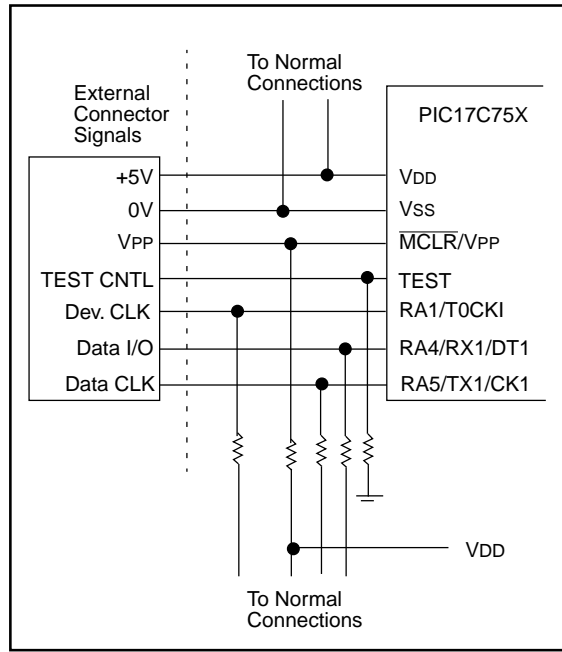 To Normal
Connections
External
Connector
Signals
PIC17C75X
+5V
VDD
0V
VSS
VPP
MCLR/VPP
TEST CNTL
TEST
Dev. CLK
RA1/T0CKI
Data I/O
RA4/RX1/DT1
Data CLK
RA5/TX1/CK1
VDD
To Normal
Connections